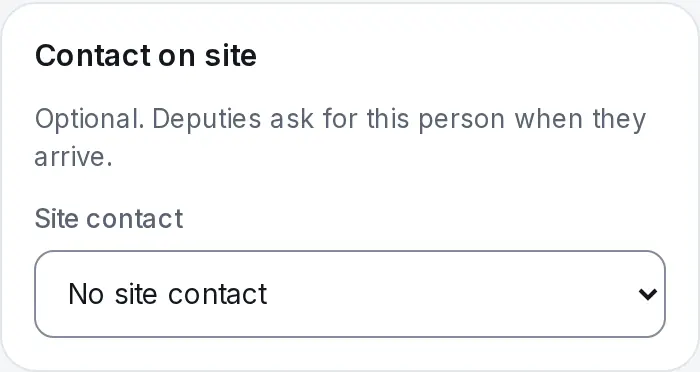 Contact on site
Optional. Deputies ask for this person when they
arrive.
Site contact
No site contact